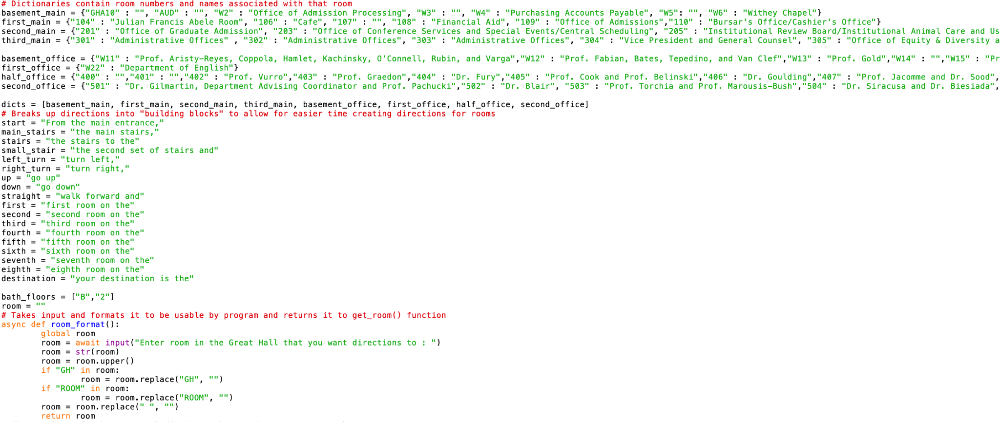 # Dictionaries contain room numbers and names associated with that room
basement_main = {"GHA10" : "", "AUD" : "", "W2" : "Office of Admission Processing", "W3" : "", "W4" : "Purchasing Accounts Payable", "W5": "", "W6" : "Withey Chapel"}
first_main = {"104" : "Julian Francis Abele Room", "106" : "Cafe", "107" : "", "108" : "Financial Aid", "109" : "Office of Admissions","110" : "Bursar's Office/Cashier's Office"}
second_main = {"201" : "Office of Graduate Admission", "203" : "Office of Conference Services and Special Events/Central Scheduling", "205" : "Institutional Review Board/Institutional Animal Care and Us
third_main = {"301" : "Administrative Offices" , "302" : "Administrative Offices", "303" : "Administrative Offices", "304" : "Vice President and General Counsel", "305" : "Office of Equity & Diversity a

basement_office = {"W11" : "Prof. Aristy-Reyes, Coppola, Hamlet, Kachinsky, O’Connell, Rubin, and Varga","W12" : "Prof. Fabian, Bates, Tepedino, and Van Clef","W13" : "Prof. Gold","W14" : "","W15" : "Pr
first_office = {"W22" : "Department of English"}
half_office = {"400" : "","401" : "","402" : "Prof. Vurro","403" : "Prof. Graedon","404" : "Dr. Fury","405" : "Prof. Cook and Prof. Belinski","406" : "Dr. Goulding","407" : "Prof. Jacomme and Dr. Sood",
second_office = {"501" : "Dr. Gilmartin, Department Advising Coordinator and Prof. Pachucki","502" : "Dr. Blair", "503" : "Prof. Torchia and Prof. Marousis-Bush","504" : "Dr. Siracusa and Dr. Biesiada",

dicts = [basement_main, first_main, second_main, third_main, basement_office, first_office, half_office, second_office]
# Breaks up directions into "building blocks" to allow for easier time creating directions for rooms
start = "From the main entrance,"
main_stairs = "the main stairs,"
stairs = "the stairs to the"
small_stair = "the second set of stairs and"
left_turn = "turn left,"
right_turn = "turn right,"
up = "go up"
down = "go down"
straight = "walk forward and"
first = "first room on the"
second = "second room on the"
third = "third room on the"
fourth = "fourth room on the"
fifth = "fifth room on the"
sixth = "sixth room on the"
seventh = "seventh room on the"
eighth = "eighth room on the"
destination = "your destination is the"

bath_floors = ["B","2"]
room = ""
# Takes input and formats it to be usable by program and returns it to get_room() function
async def room_format():
        global room
        room = await input("Enter room in the Great Hall that you want directions to : ")
        room = str(room)
        room = room.upper()
        if "GH" in room:
                room = room.replace("GH", "")
        if "ROOM" in room:
                room = room.replace("ROOM", "")
        room = room.replace(" ", "")
        return room